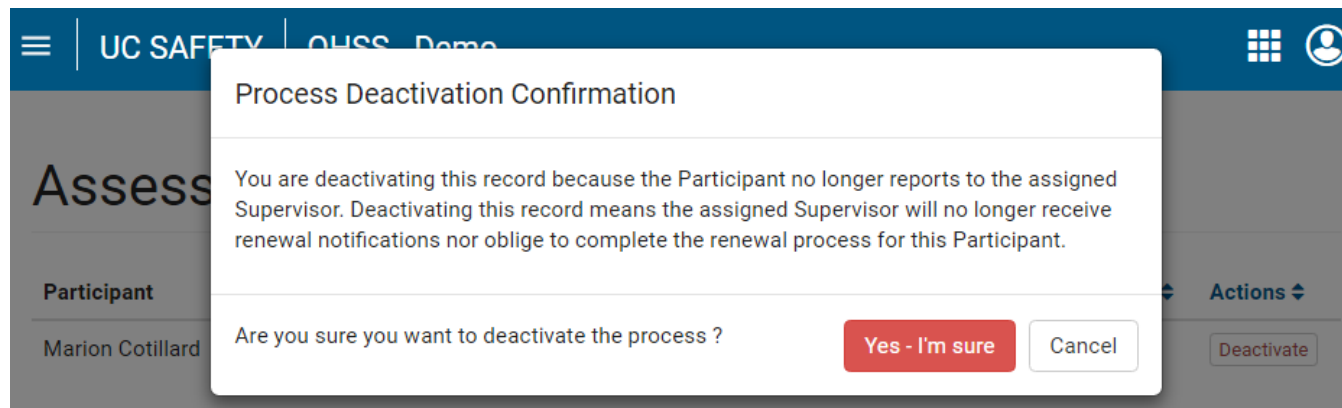 UC SAFETY OHSS Demo
Process Deactivation Confirmation
You are deactivating this record because the Participant no longer reports to the assigned
Supervisor. Deactivating this record means the assigned Supervisor will no longer receive
renewal notifications nor oblige to complete the renewal process for this Participant.
Assess
Participant
Actions
Marion Cotillard
Deactivate
Are you sure you want to deactivate the process ?
Yes - I'm sure
Cancel